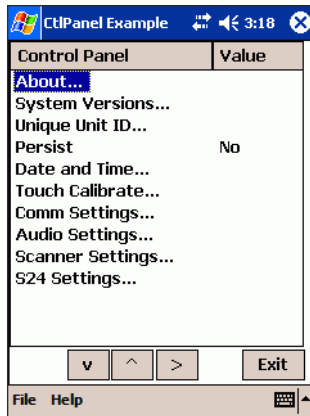 CtlPanel Example 3:18
Control Panel Value
About...
System Versions...
Unique Unit ID...
Persist No
Date and Time...
Touch Calibrate...
Comm Settings...
Audio Settings...
Scanner Settings...
S24 Settings...
v ^ > Exit
File Help